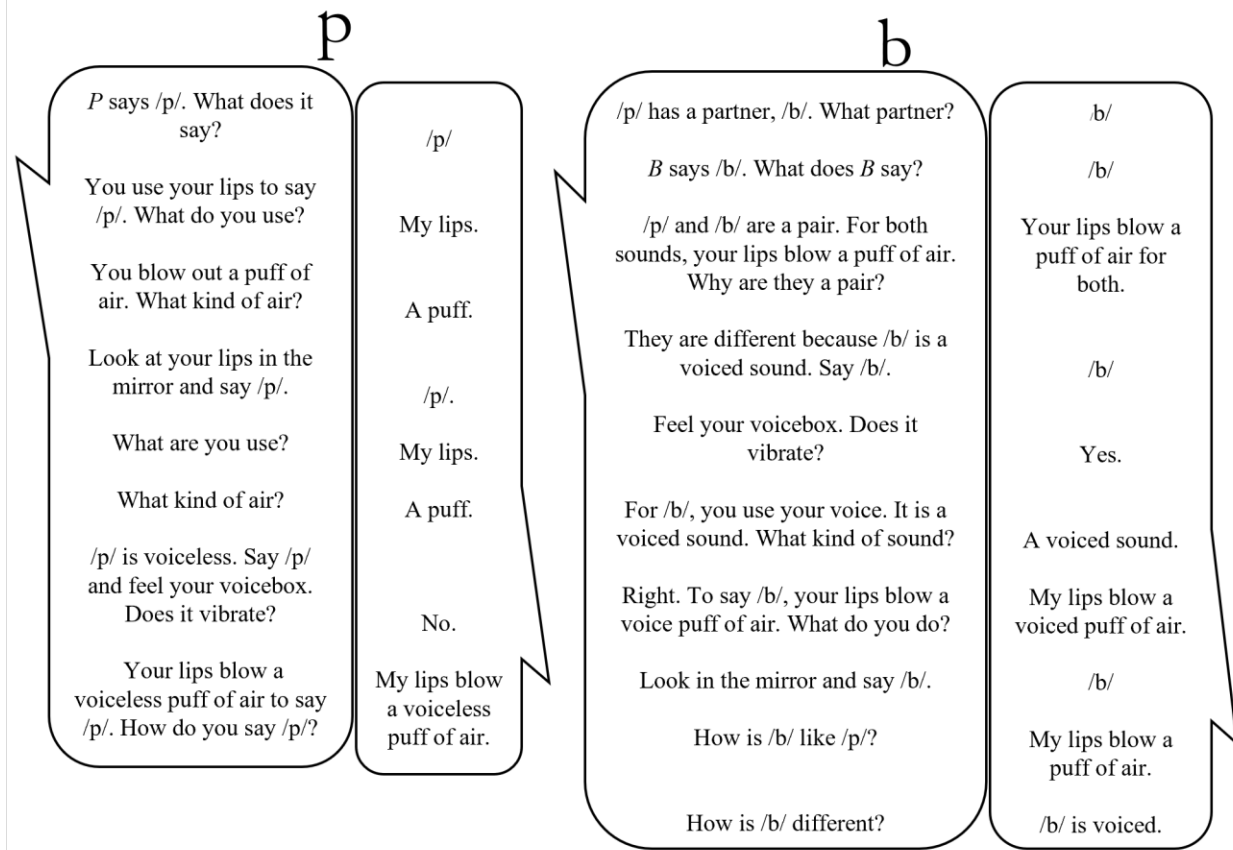 p
P says /p/. What does it
say?
/p/
You use your lips to say
/p/. What do you use?
My lips.
You blow out a puff of
air. What kind of air?
A puff.
Look at your lips in the
mirror and say /p/.
/p/.
What are you use?
My lips.
What kind of air?
A puff.
/p/ is voiceless. Say /p/
and feel your voicebox.
Does it vibrate?
No.
Your lips blow a
voiceless puff of air to say
/p/. How do you say /p/?
My lips blow
a voiceless
puff of air.
b
/p/ has a partner, /b/. What partner?
/b/
B says /b/. What does B say?
/b/
/p/ and /b/ are a pair. For both
sounds, your lips blow a puff of air.
Why are they a pair?
Your lips blow a
puff of air for
both.
They are different because /b/ is a
voiced sound. Say /b/.
/b/
Feel your voicebox. Does it
vibrate?
Yes.
For /b/, you use your voice. It is a
voiced sound. What kind of sound?
A voiced sound.
Right. To say /b/, your lips blow a
voice puff of air. What do you do?
My lips blow a
voiced puff of air.
Look in the mirror and say /b/.
/b/
How is /b/ like /p/?
My lips blow a
puff of air.
How is /b/ different?
/b/ is voiced.